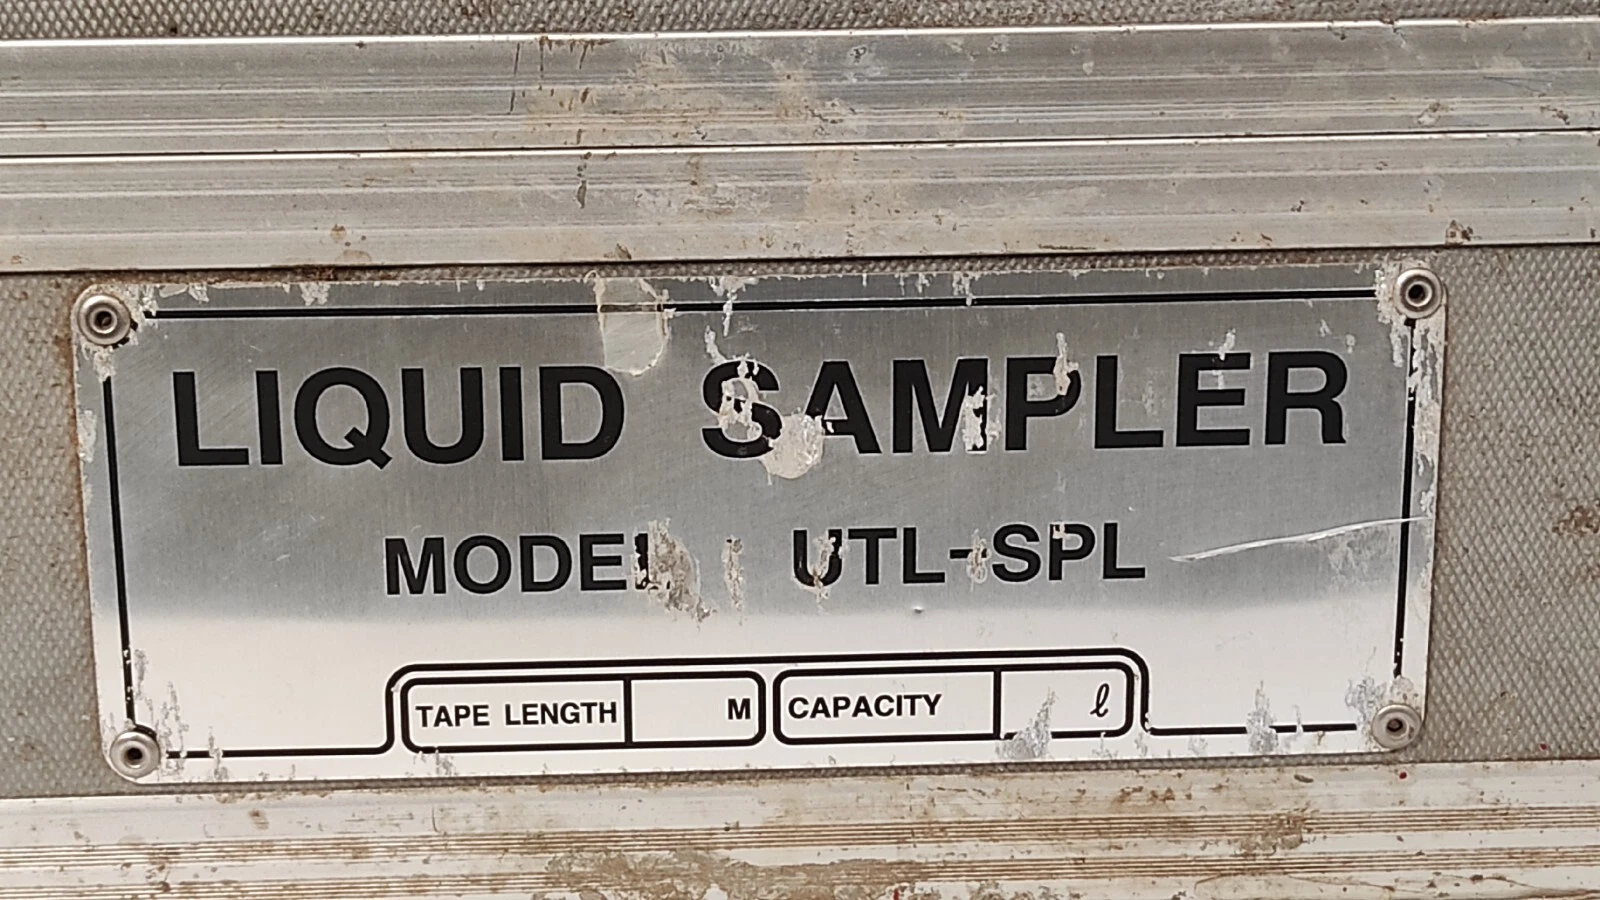 LIQUID SAMPLER
MODEL UTL-SPL
TAPE LENGTH M CAPACITY ℓ